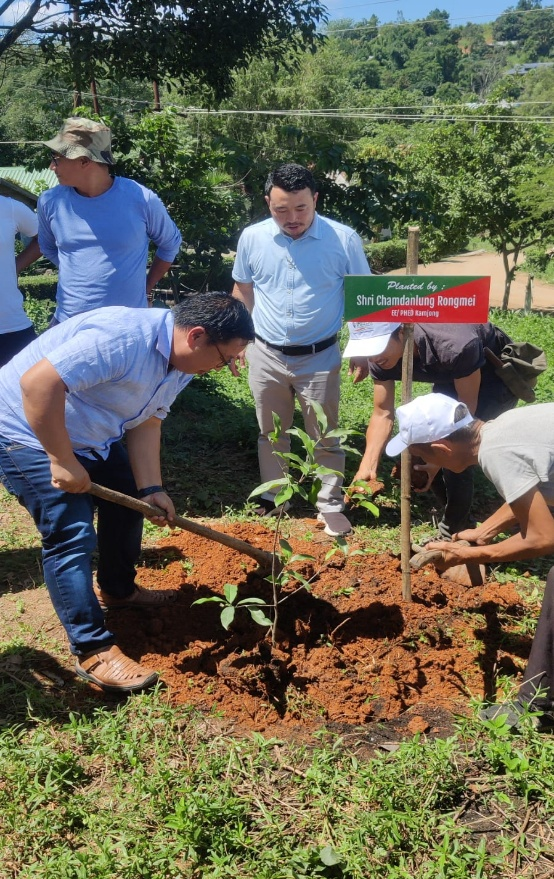 Planted by :
Shri Chamdanlung Rongmei
EE/ PHED Kamjong